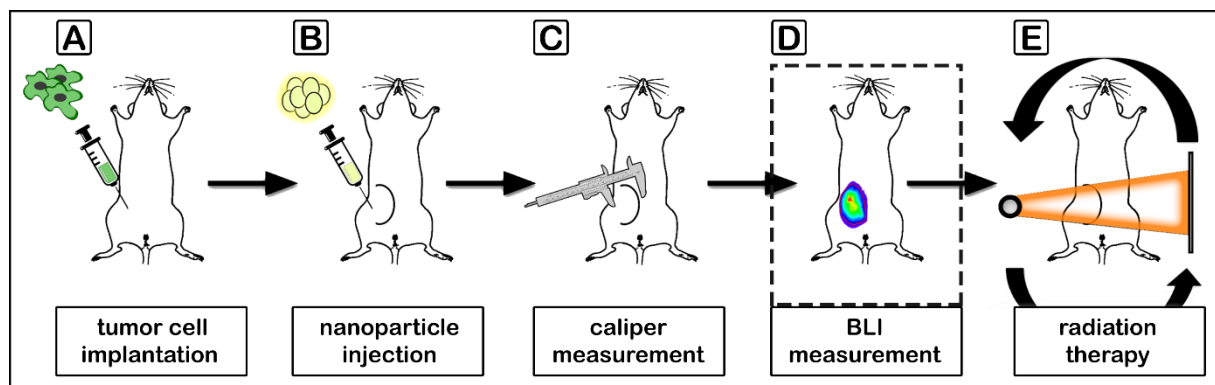 A
B
C
D
E
tumor cell
implantation
nanoparticle
injection
caliper
measurement
BLI
measurement
radiation
therapy